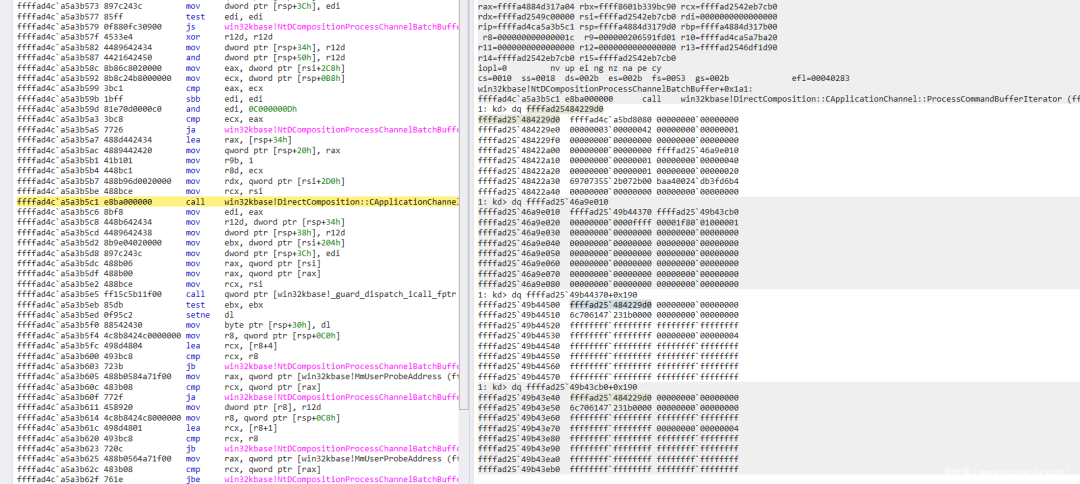 ffffad4c`a5a3b573 897c243c mov dword ptr [rsp+3Ch], edi
ffffad4c`a5a3b577 85ff test edi, edi
ffffad4c`a5a3b579 0f880fc30900 js win32kbase!NtDCompositionProcessChannelBatchBuffe
ffffad4c`a5a3b57f 4533e4 xor r12d, r12d
ffffad4c`a5a3b582 4489642434 mov dword ptr [rsp+34h], r12d
ffffad4c`a5a3b587 4421642450 and dword ptr [rsp+50h], r12d
ffffad4c`a5a3b58c 8b86c8020000 mov eax, dword ptr [rsi+2C8h]
ffffad4c`a5a3b592 8b8c24b8000000 mov ecx, dword ptr [rsp+0B8h]
ffffad4c`a5a3b599 3bc1 cmp eax, ecx
ffffad4c`a5a3b59b 1bff sbb edi, edi
ffffad4c`a5a3b59d 81e70d0000c0 and edi, 0C000000Dh
ffffad4c`a5a3b5a3 3bc8 cmp ecx, eax
ffffad4c`a5a3b5a5 7726 ja win32kbase!NtDCompositionProcessChannelBatchBuffe
ffffad4c`a5a3b5a7 488d442434 lea rax, [rsp+34h]
ffffad4c`a5a3b5ac 4889442420 mov qword ptr [rsp+20h], rax
ffffad4c`a5a3b5b1 41b101 mov r9b, 1
ffffad4c`a5a3b5b4 448bc1 mov r8d, ecx
ffffad4c`a5a3b5b7 488b96d0020000 mov rdx, qword ptr [rsi+2D0h]
ffffad4c`a5a3b5be 488bce mov rcx, rsi
ffffad4c`a5a3b5c1 e8ba000000 call win32kbase!DirectComposition::CApplicationChannel
ffffad4c`a5a3b5c6 8bf8 mov edi, eax
ffffad4c`a5a3b5c8 448b642434 mov r12d, dword ptr [rsp+34h]
ffffad4c`a5a3b5cd 4489642438 mov dword ptr [rsp+38h], r12d
ffffad4c`a5a3b5d2 8b9e04020000 mov ebx, dword ptr [rsi+204h]
ffffad4c`a5a3b5d8 897c243c mov dword ptr [rsp+3Ch], edi
ffffad4c`a5a3b5dc 488b06 mov rax, qword ptr [rsi]
ffffad4c`a5a3b5df 488b00 mov rax, qword ptr [rax]
ffffad4c`a5a3b5e2 488bce mov rcx, rsi
ffffad4c`a5a3b5e5 ff15c5b11f00 call qword ptr [win32kbase!_guard_dispatch_icall_fptr
ffffad4c`a5a3b5eb 85db test ebx, ebx
ffffad4c`a5a3b5ed 0f95c2 setne dl
ffffad4c`a5a3b5f0 88542430 mov byte ptr [rsp+30h], dl
ffffad4c`a5a3b5f4 4c8b8424c0000000 mov r8, qword ptr [rsp+0C0h]
ffffad4c`a5a3b5fc 498d4804 lea rcx, [r8+4]
ffffad4c`a5a3b600 493bc8 cmp rcx, r8
ffffad4c`a5a3b603 723b jb win32kbase!NtDCompositionProcessChannelBatchBuffe
ffffad4c`a5a3b605 488b0584a71f00 mov rax, qword ptr [win32kbase!MmUserProbeAddress (ff
ffffad4c`a5a3b60c 483b08 cmp rcx, qword ptr [rax]
ffffad4c`a5a3b60f 772f ja win32kbase!NtDCompositionProcessChannelBatchBuffe
ffffad4c`a5a3b611 458920 mov dword ptr [r8], r12d
ffffad4c`a5a3b614 4c8b8424c8000000 mov r8, qword ptr [rsp+0C8h]
ffffad4c`a5a3b61c 498d4801 lea rcx, [r8+1]
ffffad4c`a5a3b620 493bc8 cmp rcx, r8
ffffad4c`a5a3b623 720c jb win32kbase!NtDCompositionProcessChannelBatchBuffe
ffffad4c`a5a3b625 488b0564a71f00 mov rax, qword ptr [win32kbase!MmUserProbeAddress (ff
ffffad4c`a5a3b62c 483b08 cmp rcx, qword ptr [rax]
ffffad4c`a5a3b62f 761e jbe win32kbase!NtDCompositionProcessChannelBatchBuffe
rax=ffffad4884d317a04 rbx=ffff8601b339bc90 rcx=ffffad2542eb7cb0
rdx=ffffad2549c00000 rsi=ffffad2542eb7cb0 rdi=0000000000000000
rip=ffffad4ca5a3b5c1 rsp=ffffad4884d3179d0 rbp=ffffa4884d317b00
r8=000000000000001c r9=000000206591fd01 r10=ffffad4ca5a7ba20
r11=0000000000000000 r12=0000000000000000 r13=ffffad2546df1d90
r14=ffffad2542eb7cb0 r15=ffffad2542eb7cb0
iopl=0 nv up ei ng nz na pe cy
cs=0010 ss=0018 ds=002b es=002b fs=0053 gs=002b efl=00040283
win32kbase!NtDCompositionProcessChannelBatchBuffer+0x1a1:
ffffad4c`a5a3b5c1 e8ba000000 call win32kbase!DirectComposition::CApplicationChannel::ProcessCommandBufferIterator (ff
1: kd> dq ffffad25484229d0
ffffad25`484229d0 ffffad4c`a5bd8080 00000000`00000000
ffffad25`484229e0 00000003`00000042 00000000`00000001
ffffad25`484229f0 00000000`00000000 00000000`00000000
ffffad25`48422a00 00000000`00000000 ffffad25`46a9e010
ffffad25`48422a10 00000000`00000001 00000000`00000040
ffffad25`48422a20 00000000`00000001 00000000`00000020
ffffad25`48422a30 69707355`2b072b00 baa40024`db3fd6b4
ffffad25`48422a40 00000000`00000000 00000000`00000000
1: kd> dq ffffad25`46a9e010
ffffad25`46a9e010 ffffad25`49b44370 ffffad25`49b43cb0
ffffad25`46a9e020 00000000`0000ffff 00001f80`01000001
ffffad25`46a9e030 00000000`00000000 00000000`00000000
ffffad25`46a9e040 00000000`00000000 00000000`00000000
ffffad25`46a9e050 00000000`00000000 00000000`00000000
ffffad25`46a9e060 00000000`00000000 00000000`00000000
ffffad25`46a9e070 00000000`00000000 00000000`00000000
ffffad25`46a9e080 00000000`00000000 00000000`00000000
1: kd> dq ffffad25`49b44370+0x190
ffffad25`49b44500 ffffad25`484229d0 00000000`00000000
ffffad25`49b44510 6c706147`231b0000 00000000`00000000
ffffad25`49b44520 ffffffff`ffffffff ffffffff`ffffffff
ffffad25`49b44530 ffffffff`ffffffff 00000000`00000004
ffffad25`49b44540 ffffffff`ffffffff ffffffff`ffffffff
ffffad25`49b44550 ffffffff`ffffffff ffffffff`ffffffff
ffffad25`49b44560 ffffffff`ffffffff ffffffff`ffffffff
ffffad25`49b44570 ffffffff`ffffffff ffffffff`ffffffff
1: kd> dq ffffad25`49b43cb0+0x190
ffffad25`49b43e40 ffffad25`484229d0 00000000`00000000
ffffad25`49b43e50 6c706147`231b0000 00000000`00000000
ffffad25`49b43e60 ffffffff`ffffffff ffffffff`ffffffff
ffffad25`49b43e70 ffffffff`ffffffff 00000000`00000004
ffffad25`49b43e80 ffffffff`ffffffff ffffffff`ffffffff
ffffad25`49b43e90 ffffffff`ffffffff ffffffff`ffffffff
ffffad25`49b43ea0 ffffffff`ffffffff ffffffff`ffffffff
ffffad25`49b43eb0 ffffffff`ffffffff ffffffff`ffffffff